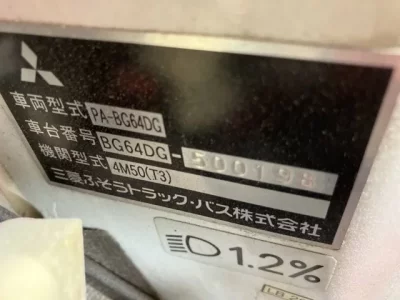 車両型式 PA-BG64DG
車台番号 BG64DG-500198
機関型式 4M50(T3)
三菱ふそうトラック・バス株式会社
1.2%